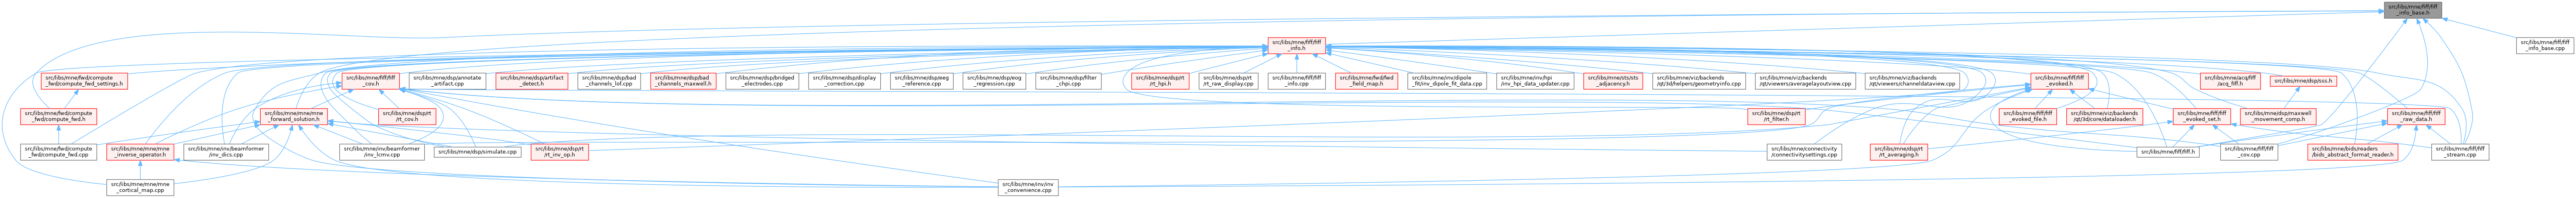 src/libs/mne/fiff/fiff
_info_base.h
src/libs/mne/fiff/fiff
_info.h
src/libs/mne/fiff/fiff
_info_base.cpp
src/libs/mne/fwd/compute
_fwd/compute_fwd_settings.h
src/libs/mne/fiff/fiff
_cov.h
src/libs/mne/dsp/annotate
_artifact.cpp
src/libs/mne/dsp/artifact
_detect.h
src/libs/mne/dsp/bad
_channels_lof.cpp
src/libs/mne/dsp/bad
_channels_maxwell.h
src/libs/mne/dsp/bridged
_electrodes.cpp
src/libs/mne/dsp/display
_correction.cpp
src/libs/mne/dsp/eeg
_reference.cpp
src/libs/mne/dsp/eog
_regression.cpp
src/libs/mne/dsp/filter
_chpi.cpp
src/libs/mne/dsp/rt
/rt_hpi.h
src/libs/mne/dsp/rt
_raw_display.cpp
src/libs/mne/fiff/fiff
_info.cpp
src/libs/mne/fwd/fwd
_field_map.h
src/libs/mne/inv/dipole
_fit/inv_dipole_fit_data.cpp
src/libs/mne/inv/hpi
/inv_hpi_data_updater.cpp
src/libs/mne/sts/sts
_adjacency.h
src/libs/mne/viz/backends
/qt/3d/helpers/geometryinfo.cpp
src/libs/mne/viz/backends
/qt/viewers/averagelayoutview.cpp
src/libs/mne/viz/backends
/qt/viewers/channeldataview.cpp
src/libs/mne/fiff/fiff
_evoked.h
src/libs/mne/acq/fiff
/acq_fiff.h
src/libs/mne/dsp/sss.h
src/libs/mne/fwd/compute
_fwd/compute_fwd.h
src/libs/mne/mne/mne
_forward_solution.h
src/libs/mne/dsp/rt
/rt_cov.h
src/libs/mne/dsp/rt
/rt_filter.h
src/libs/mne/fiff/fiff
_evoked_file.h
src/libs/mne/viz/backends
/qt/3d/core/dataloader.h
src/libs/mne/fiff/fiff
_evoked_set.h
src/libs/mne/dsp/maxwell
_movement_comp.h
src/libs/mne/fiff/fiff
_raw_data.h
src/libs/mne/fwd/compute
_fwd/compute_fwd.cpp
src/libs/mne/mne/mne
_inverse_operator.h
src/libs/mne/inv/beamformer
/inv_dics.cpp
src/libs/mne/inv/beamformer
/inv_lcmv.cpp
src/libs/mne/dsp/simulate.cpp
src/libs/mne/dsp/rt
/rt_inv_op.h
src/libs/mne/connectivity
/connectivitysettings.cpp
src/libs/mne/dsp/rt
/rt_averaging.h
src/libs/mne/fiff/fiff.h
src/libs/mne/fiff/fiff
_cov.cpp
src/libs/mne/bids/readers
/bids_abstract_format_reader.h
src/libs/mne/fiff/fiff
_stream.cpp
src/libs/mne/mne/mne
_cortical_map.cpp
src/libs/mne/inv/inv
_convenience.cpp